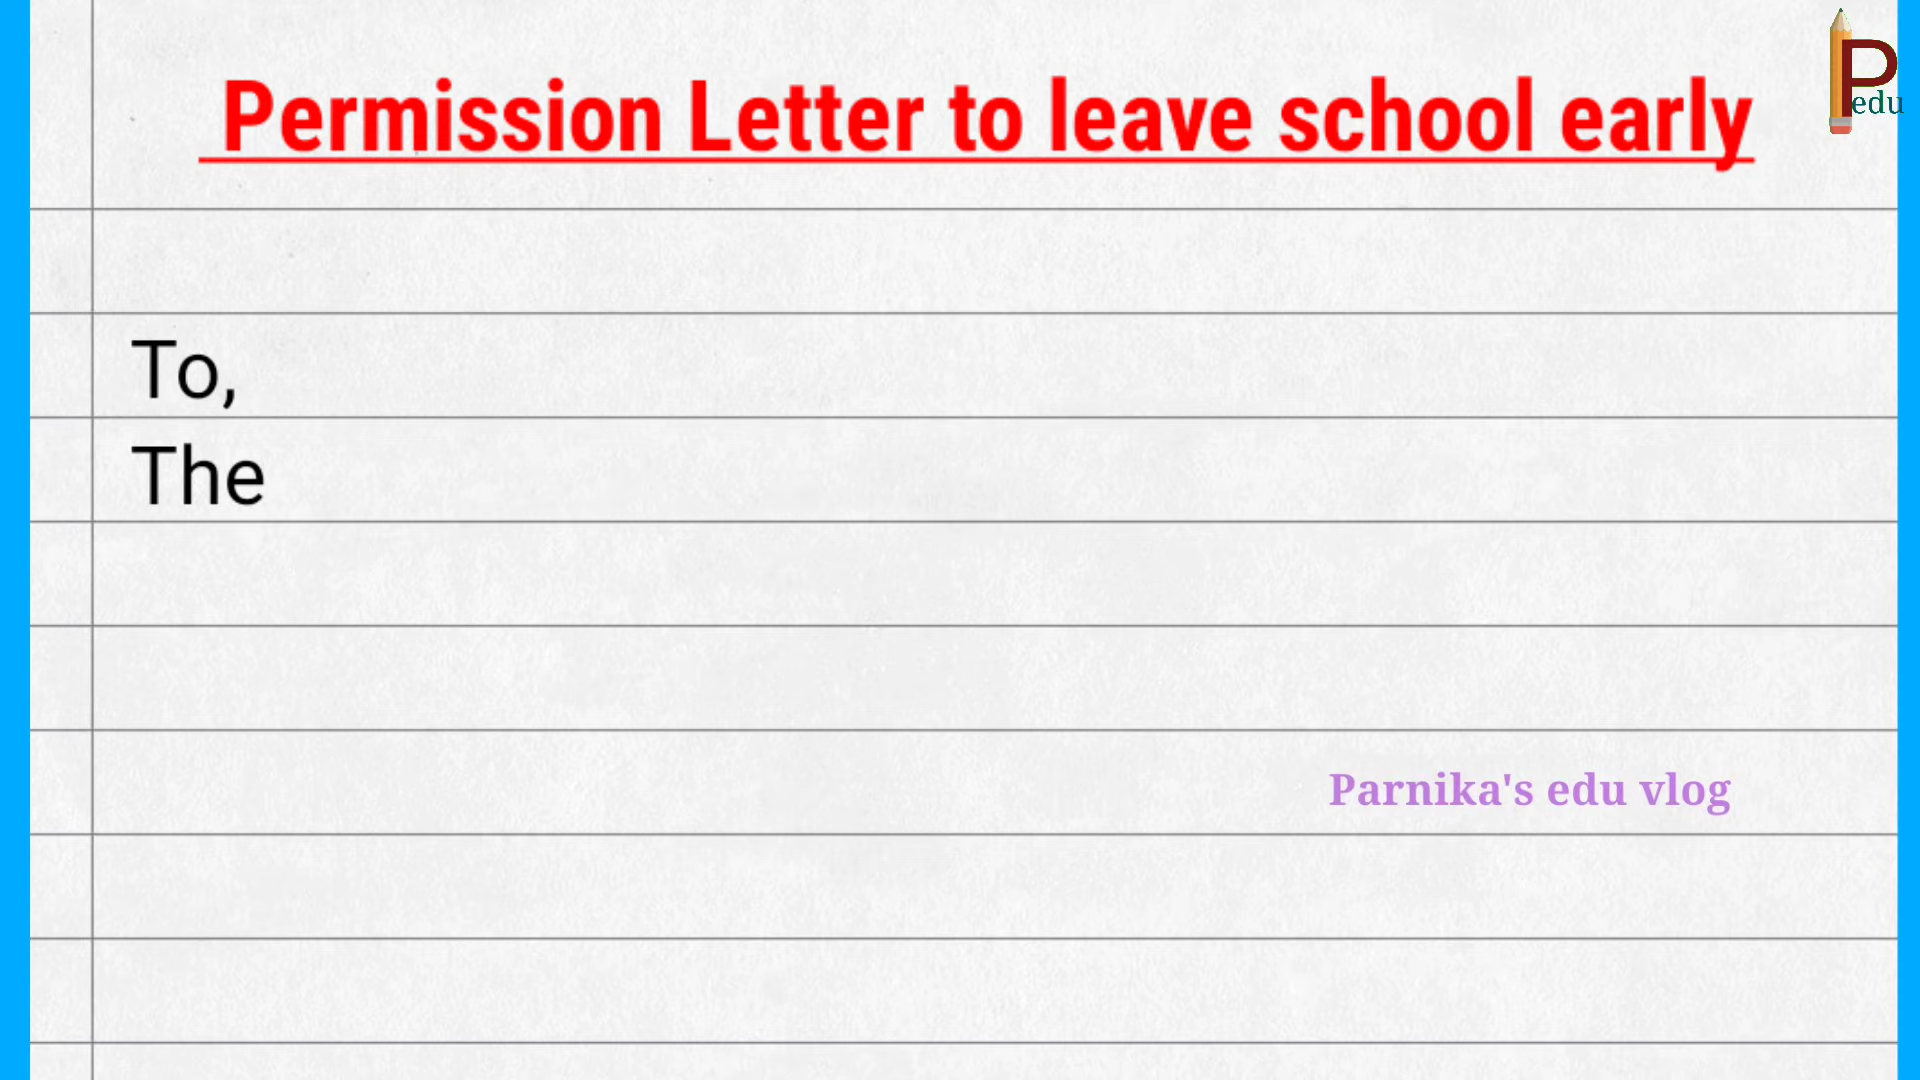 Permission Letter to leave school early
P
edu
To,
The
Parnika's edu vlog